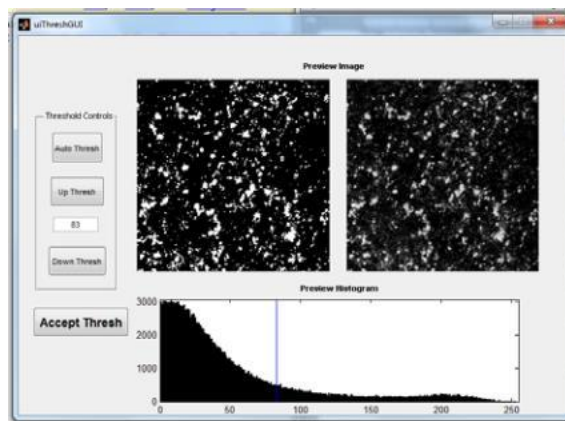 uiThreshGUI
Preview Image
Threshold Controls
Auto Thresh
Up Thresh
83
Down Thresh
Accept Thresh
Preview Histogram
3000
2000
1000
0
0 50 100 150 200 250